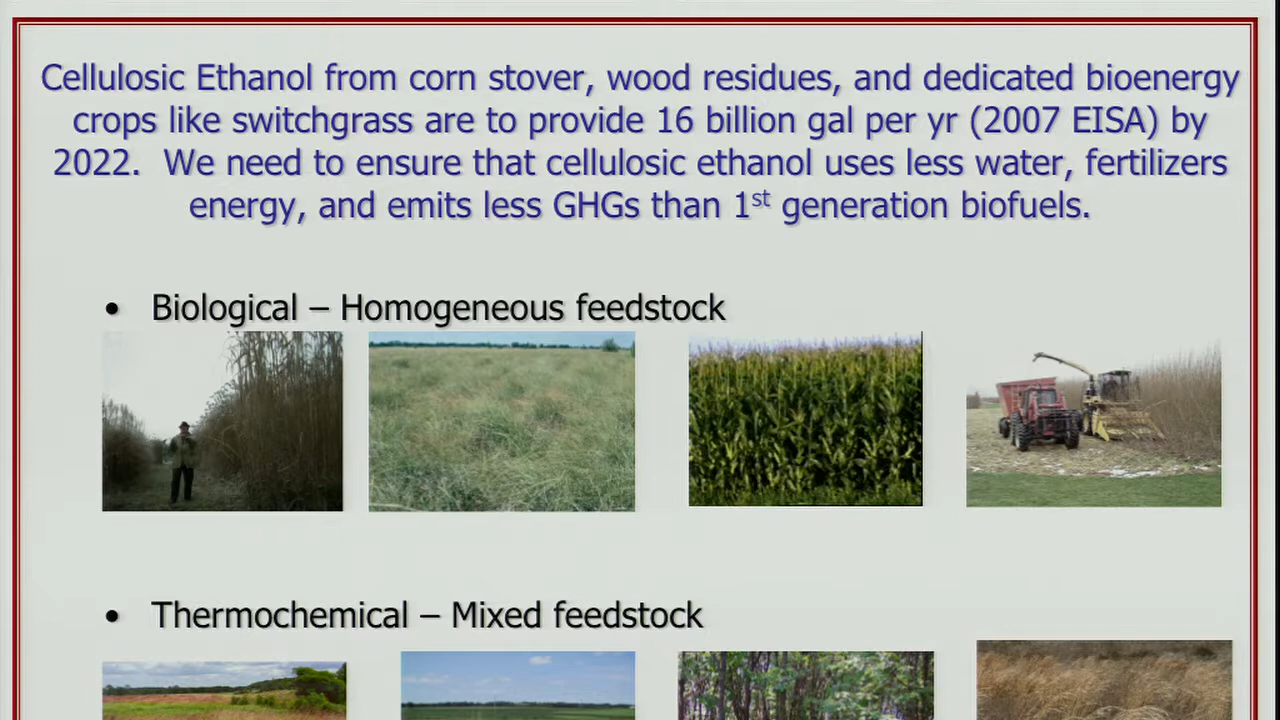 Cellulosic Ethanol from corn stover, wood residues, and dedicated bioenergy
crops like switchgrass are to provide 16 billion gal per yr (2007 EISA) by
2022. We need to ensure that cellulosic ethanol uses less water, fertilizers
energy, and emits less GHGs than 1st generation biofuels.
• Biological – Homogeneous feedstock
• Thermochemical – Mixed feedstock